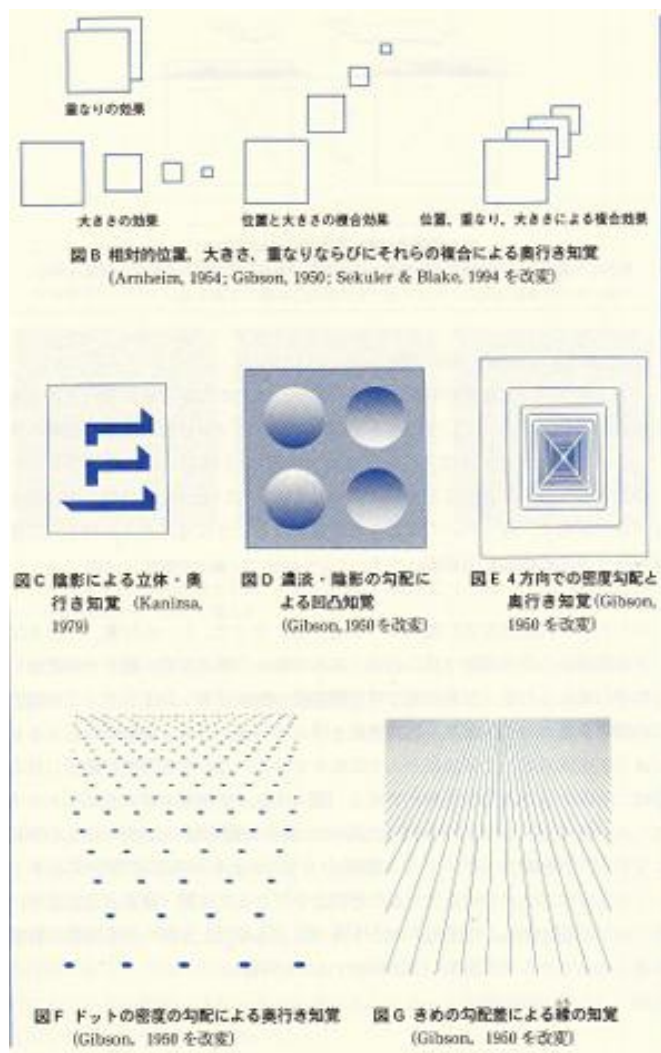 重なりの効果
大きさの効果
位置と大きさの複合効果
位置、重なり、大きさによる複合効果
図B 相対的位置、大きさ、重なりならびにそれらの複合による奥行き知覚
(Arnheim, 1954; Gibson, 1950; Sekuler & Blake, 1994 を改変)
図C 陰影による立体・奥
行き知覚 (Kanizsa,
1979)
図D 濃淡・陰影の勾配に
よる凹凸知覚
(Gibson, 1950 を改変)
図E 4方向での密度勾配と
奥行き知覚 (Gibson,
1950 を改変)
図F ドットの密度の勾配による奥行き知覚
(Gibson, 1950 を改変)
図G きめの勾配差による縁の知覚
(Gibson, 1950 を改変)